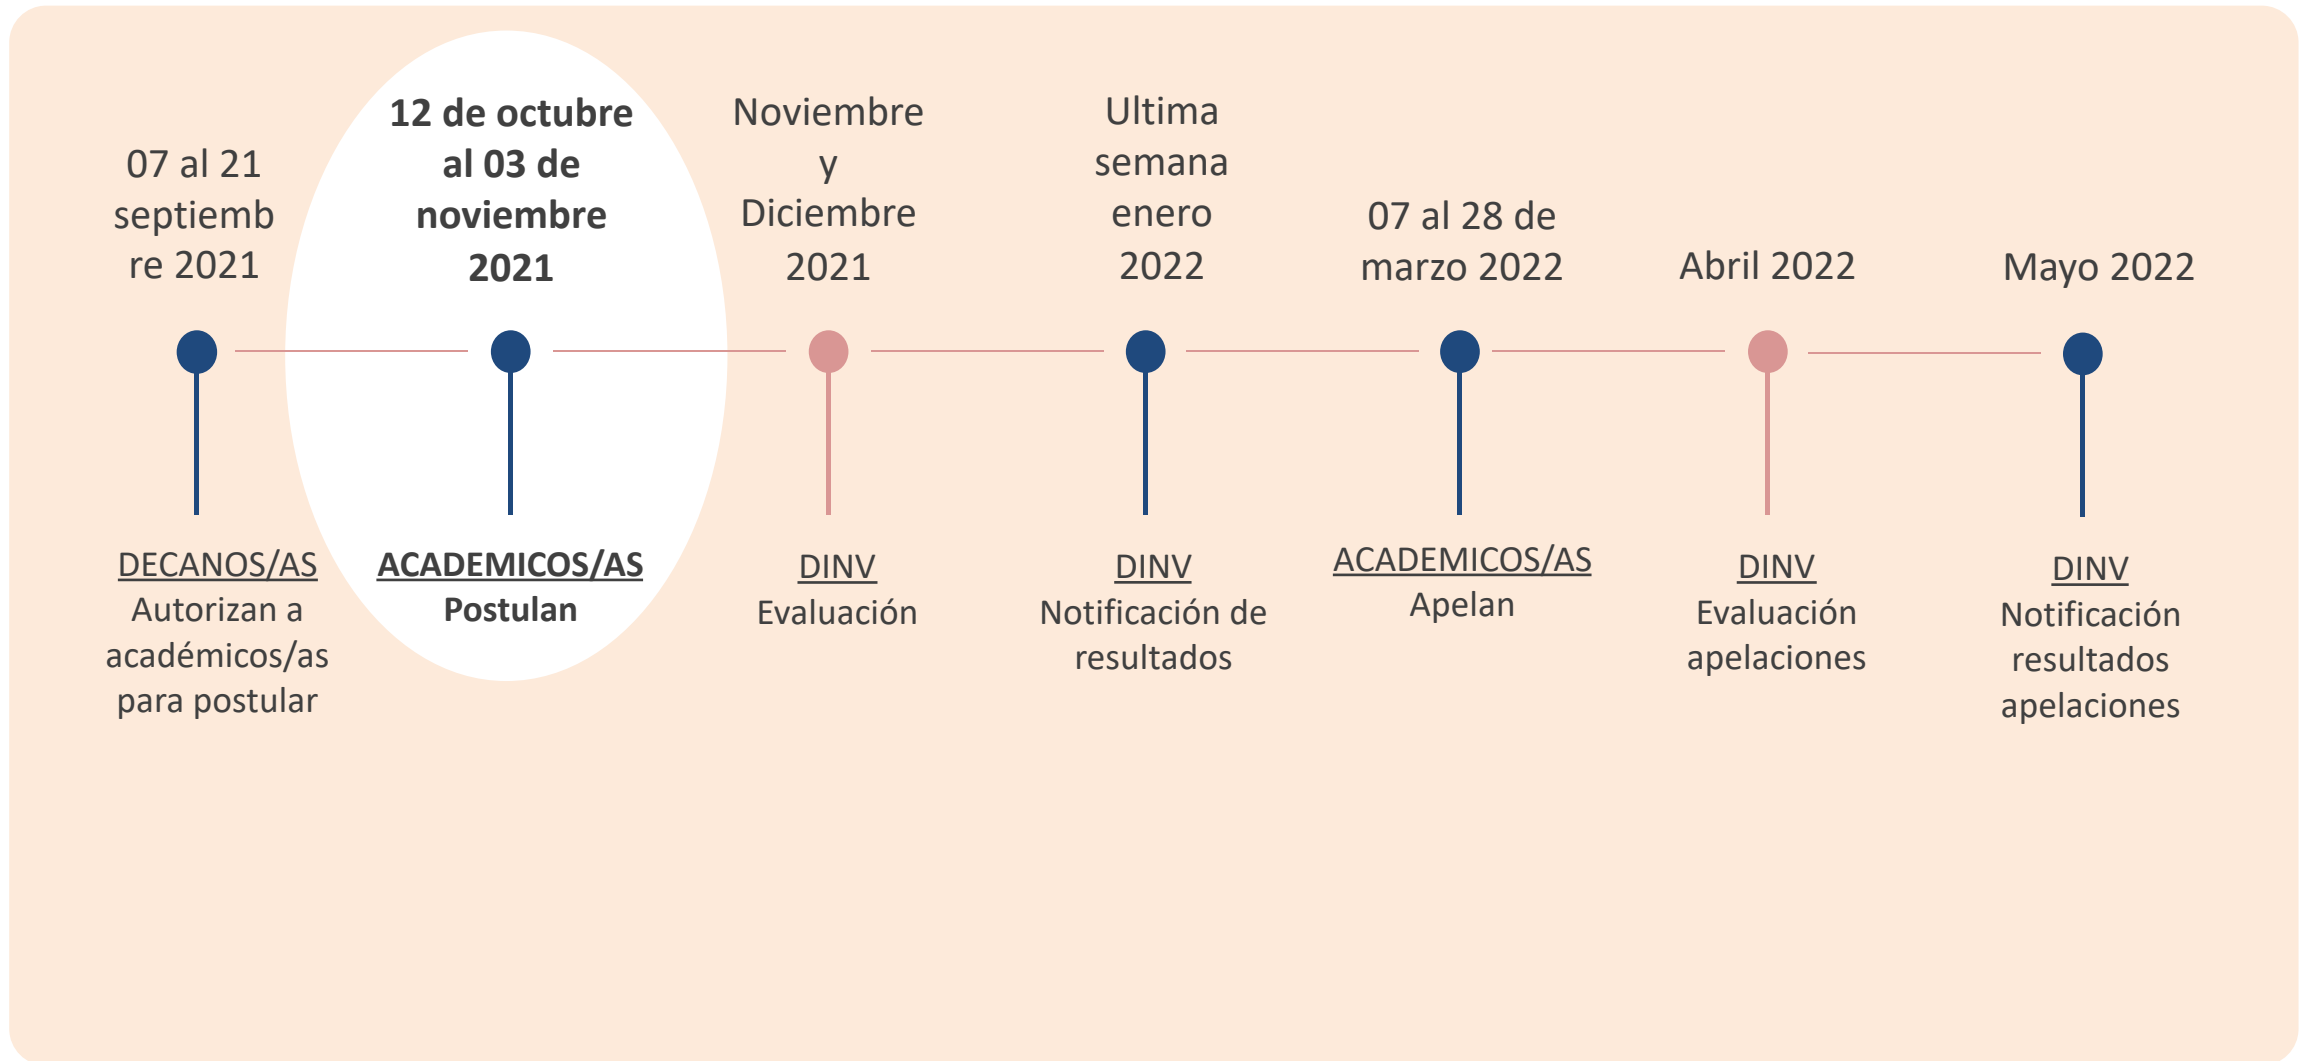 07 al 21
septiemb
re 2021
12 de octubre
al 03 de
noviembre
2021
Noviembre
y
Diciembre
2021
Ultima
semana
enero
2022
07 al 28 de
marzo 2022
Abril 2022
Mayo 2022
DECANOS/AS
Autorizan a
académicos/as
para postular
ACADEMICOS/AS
Postulan
DINV
Evaluación
DINV
Notificación de
resultados
ACADEMICOS/AS
Apelan
DINV
Evaluación
apelaciones
DINV
Notificación
resultados
apelaciones